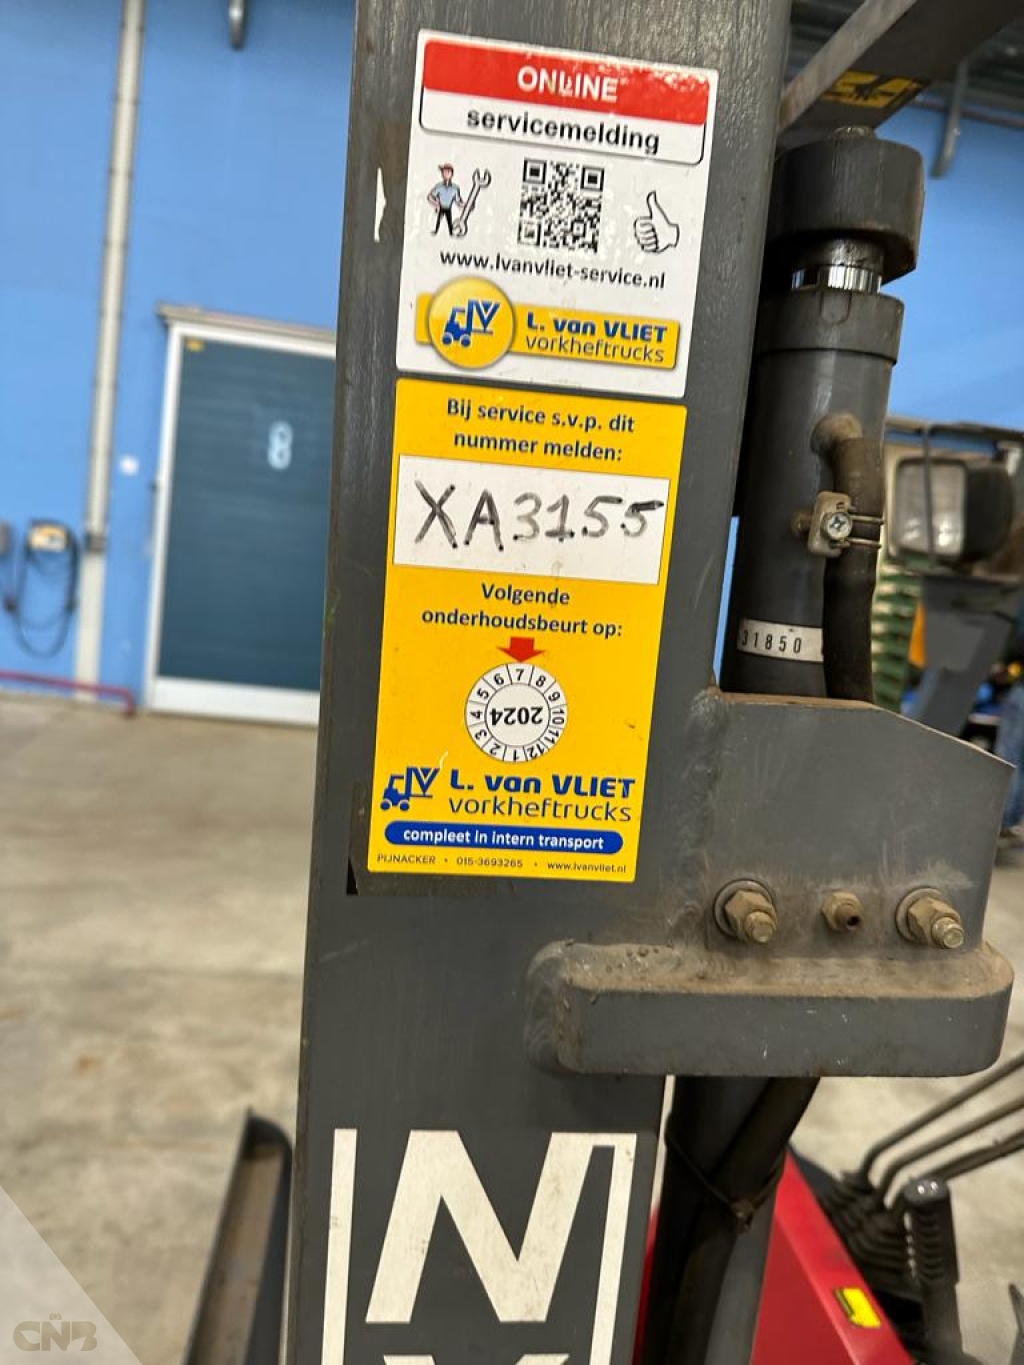 ONLINE
servicemelding
www.lvanvliet-service.nl
L. van VLIET
vorkheftrucks
Bij service s.v.p. dit
nummer melden:
XA3155
Volgende
onderhoudsbeurt op:
1 2 3 4 5 6 7 8 9 10 11 12
2024
L. van VLIET
vorkheftrucks
compleet in intern transport
PIJNACKER • 015-3693265 • www.lvanvliet.nl
31850
8
N
CNB